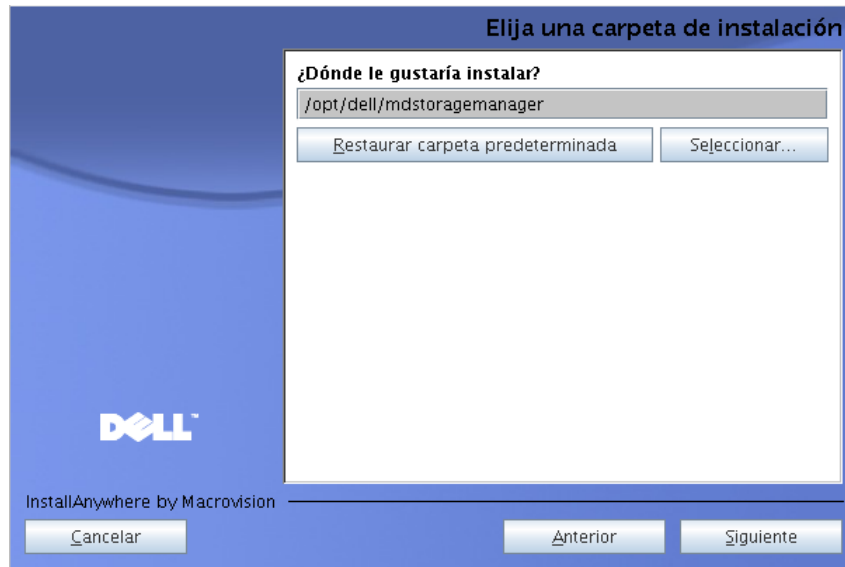 Elija una carpeta de instalación
¿Dónde le gustaría instalar?
/opt/dell/mdstoragemanager
Restaurar carpeta predeterminada
Seleccionar...
DELL™
InstallAnywhere by Macrovision
Cancelar
Anterior
Siguiente